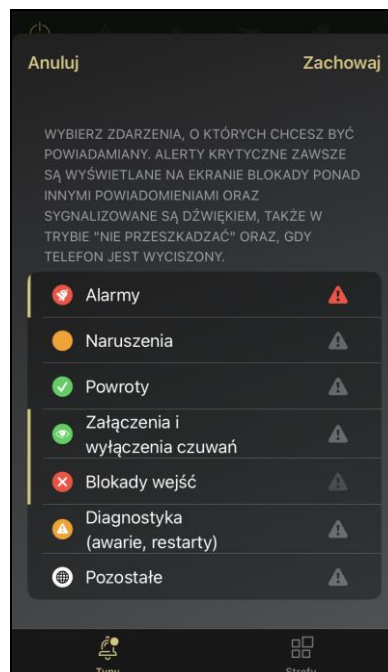 Anuluj Zachowaj
WYBIERZ ZDARZENIA, O KTÓRYCH CHCESZ BYĆ
POWIADAMIANY. ALERTY KRYTYCZNE ZAWSZE
SĄ WYŚWIETLANE NA EKRANIE BLOKADY PONAD
INNYMI POWIADOMIENIAMI ORAZ
SYGNALIZOWANE SĄ DŹWIĘKIEM, TAKŻE W
TRYBIE "NIE PRZESZKADZAĆ" ORAZ, GDY
TELEFON JEST WYCISZONY.
Alarmy
Naruszenia
Powroty
Załączenia i
wyłączenia czuwań
Blokady wejść
Diagnostyka
(awarie, restarty)
Pozostałe
Typy Strefy